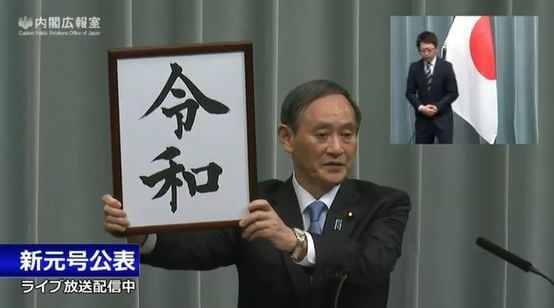 内閣広報室
Cabinet Public Relations Office of Japan
令和
新元号公表
ライブ放送配信中